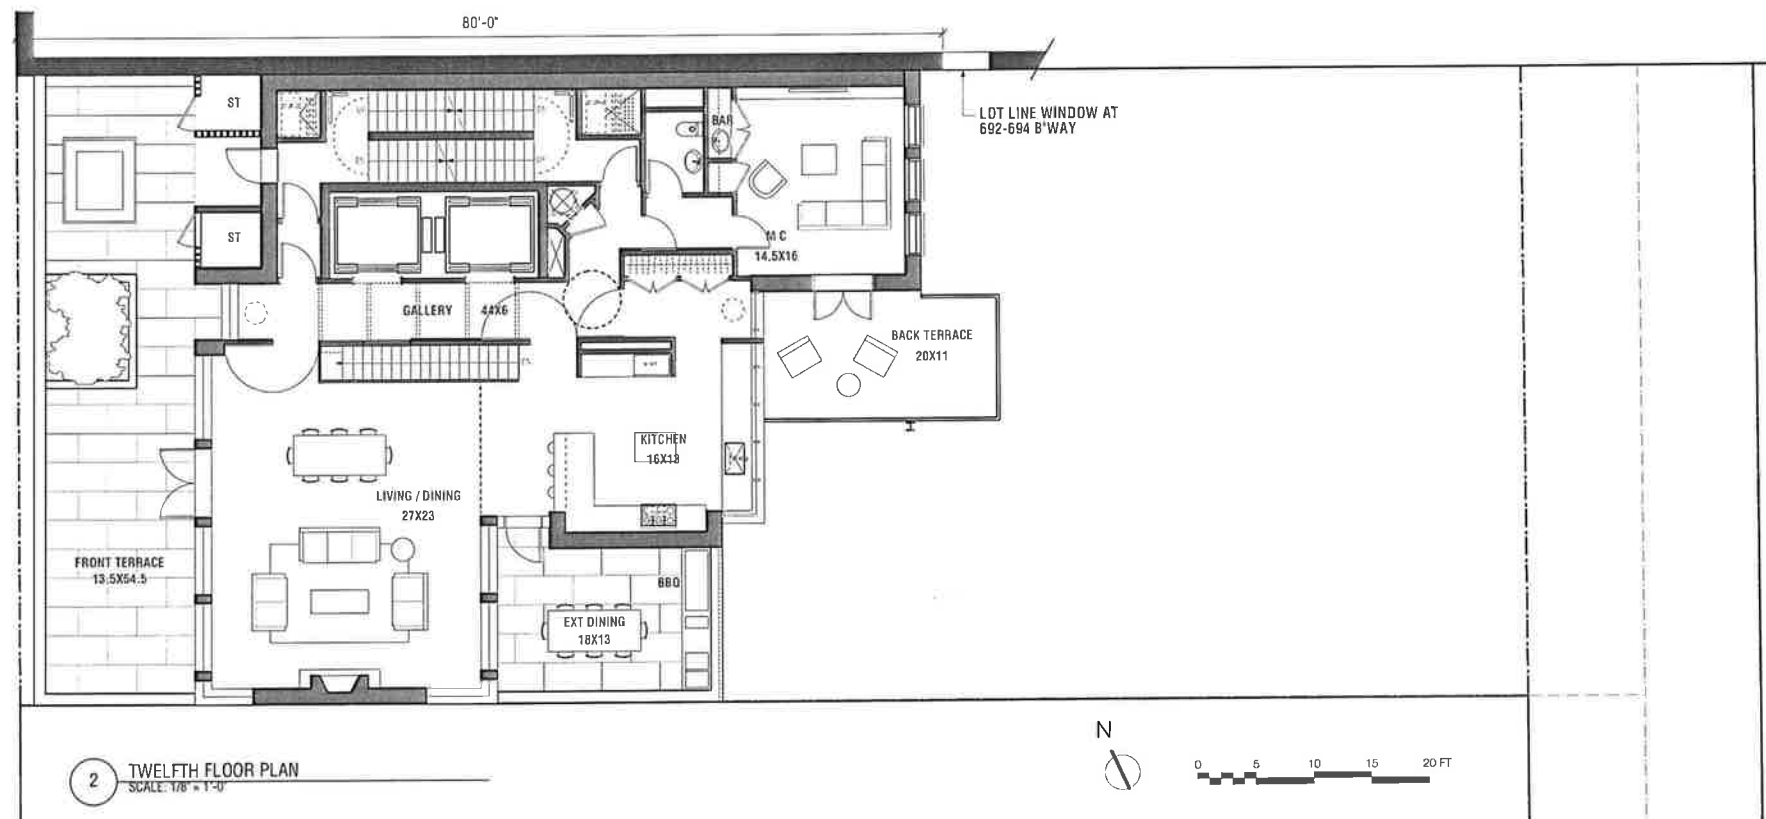 80'-0"
ST
LOT LINE WINDOW AT
692-694 B'WAY
BAR
ST
M C
14.5X16
GALLERY 44X6
BACK TERRACE
20X11
KITCHEN
16X18
LIVING / DINING
27X23
FRONT TERRACE
13.5X54.5
BBQ
EXT DINING
18X13
N
2
TWELFTH FLOOR PLAN
SCALE: 1/8" = 1'-0"
0 5 10 15 20 FT